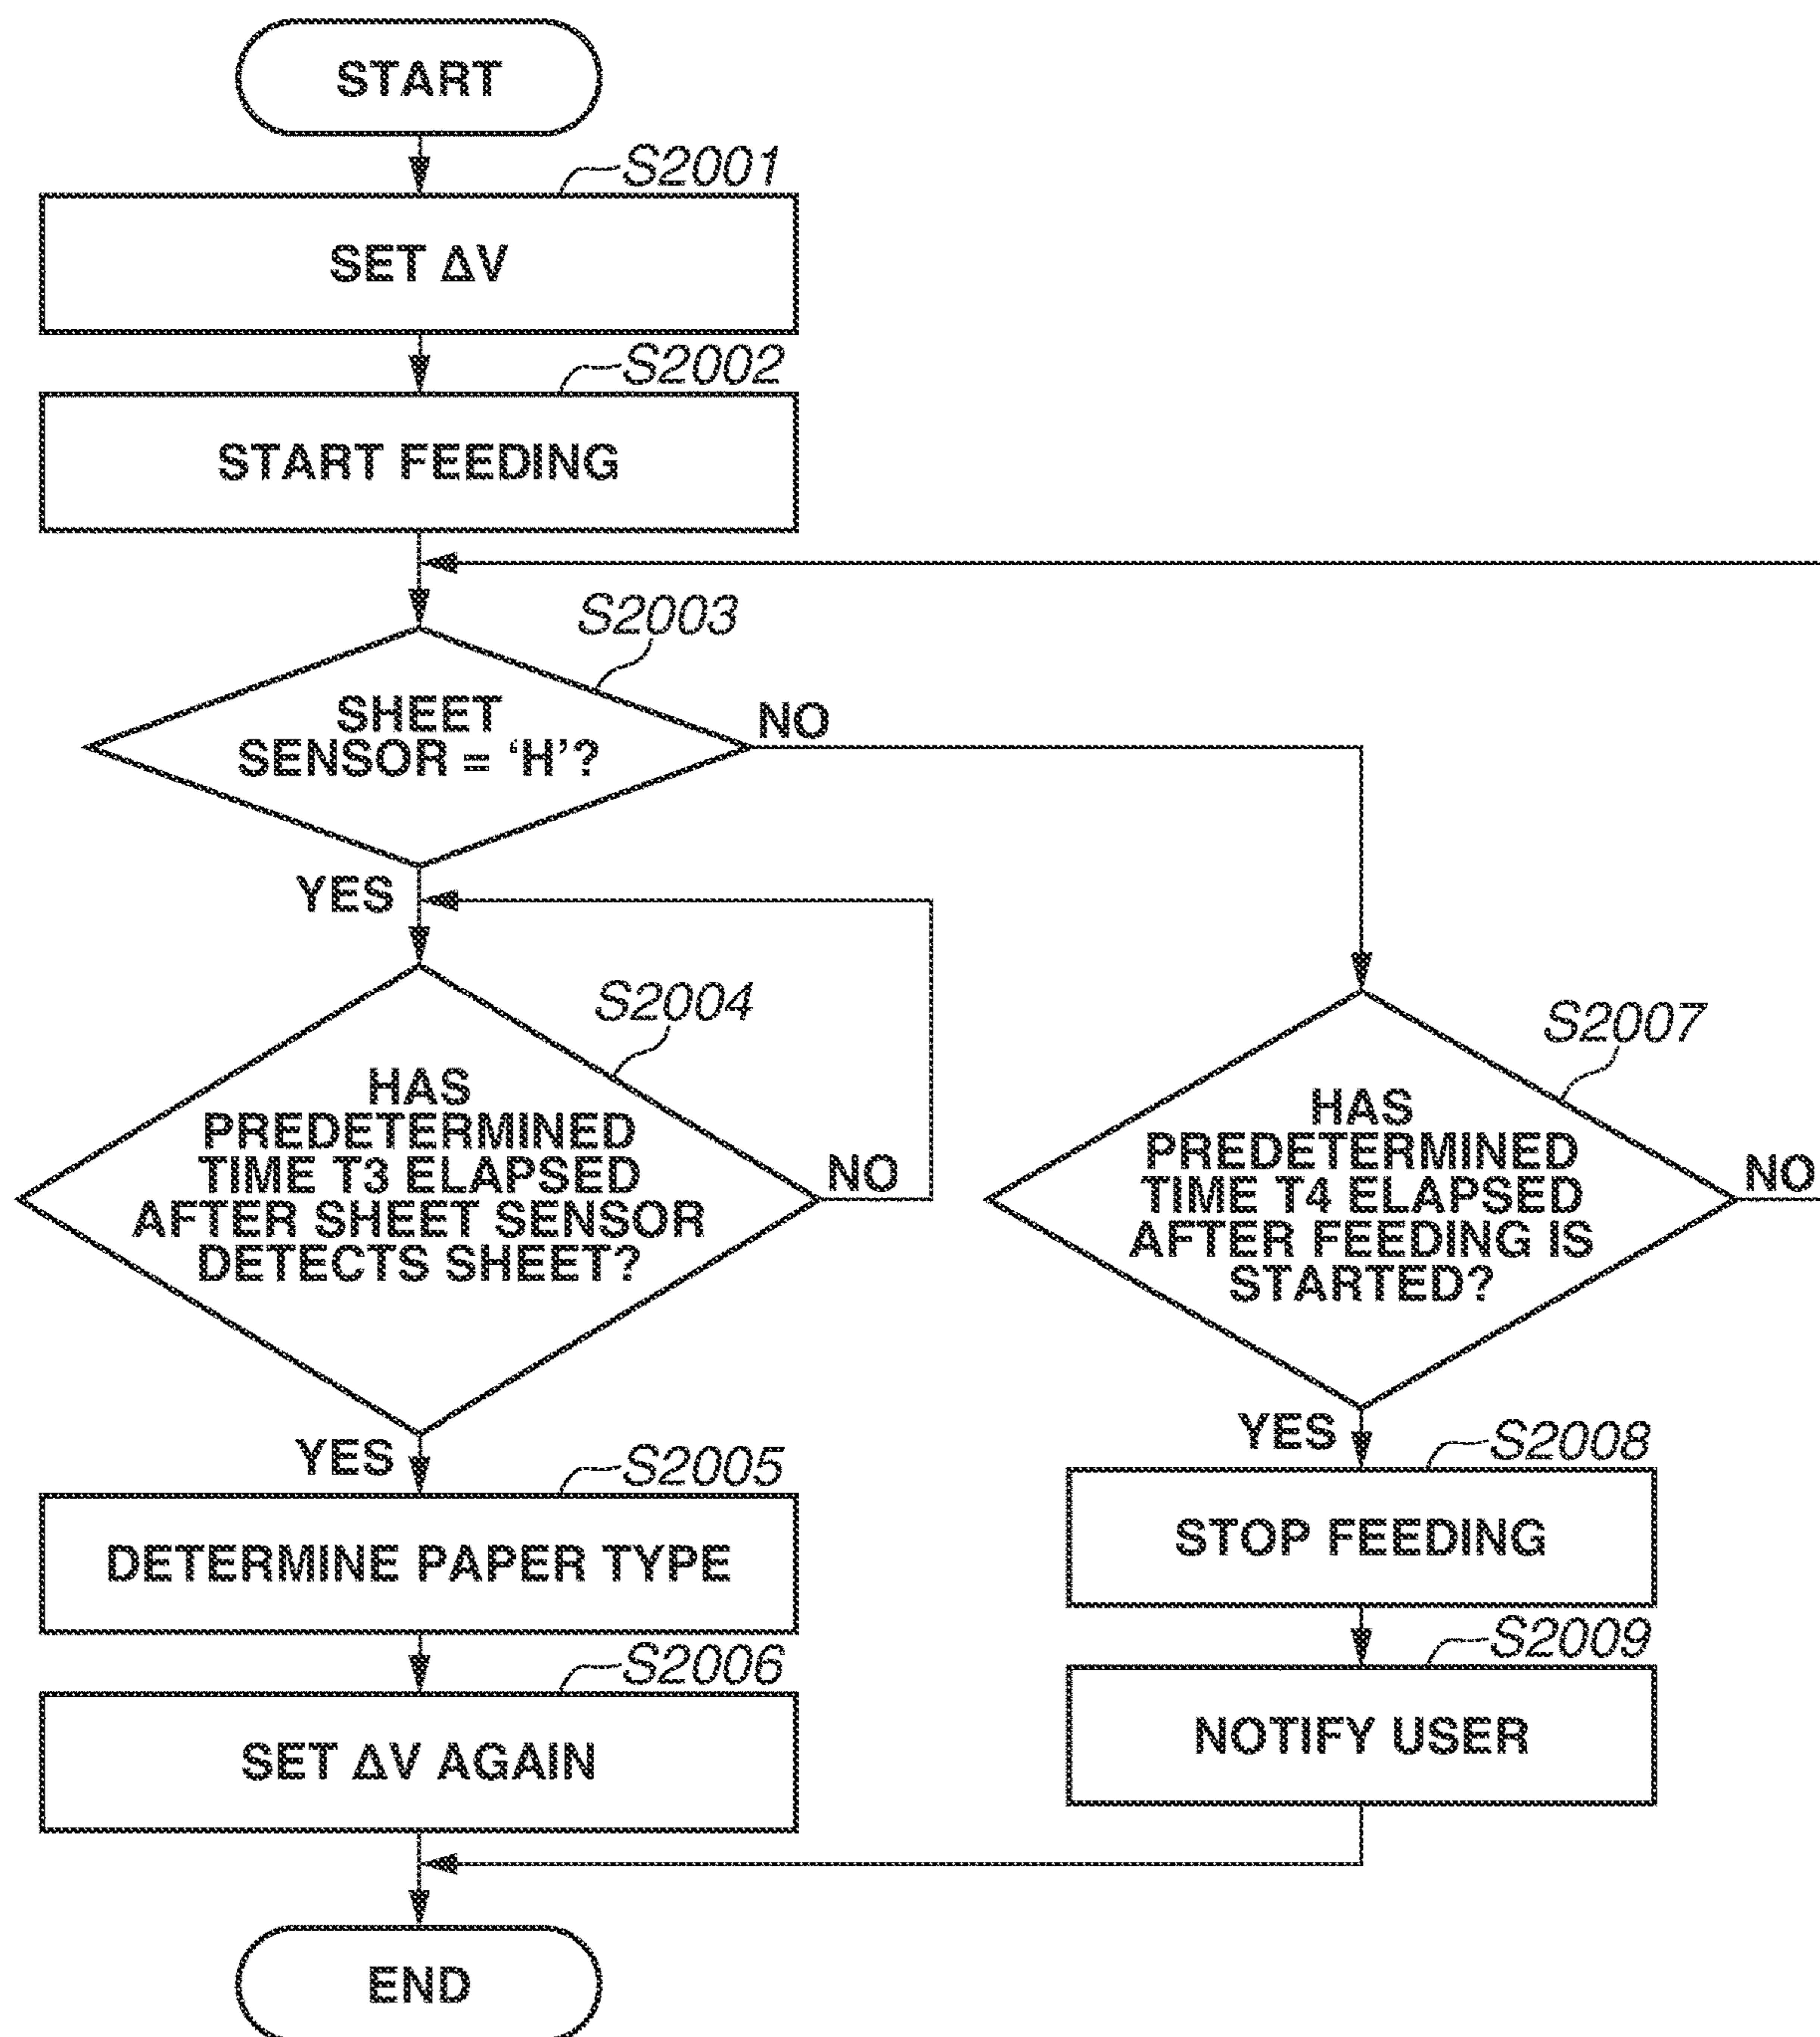 START
S2001
SET ΔV
S2002
START FEEDING
S2003
SHEET
SENSOR = ‘H’?
NO
YES
S2004
HAS
PREDETERMINED
TIME T3 ELAPSED
AFTER SHEET SENSOR
DETECTS SHEET?
NO
YES
S2005
DETERMINE PAPER TYPE
S2006
SET ΔV AGAIN
S2007
HAS
PREDETERMINED
TIME T4 ELAPSED
AFTER FEEDING IS
STARTED?
NO
YES
S2008
STOP FEEDING
S2009
NOTIFY USER
END